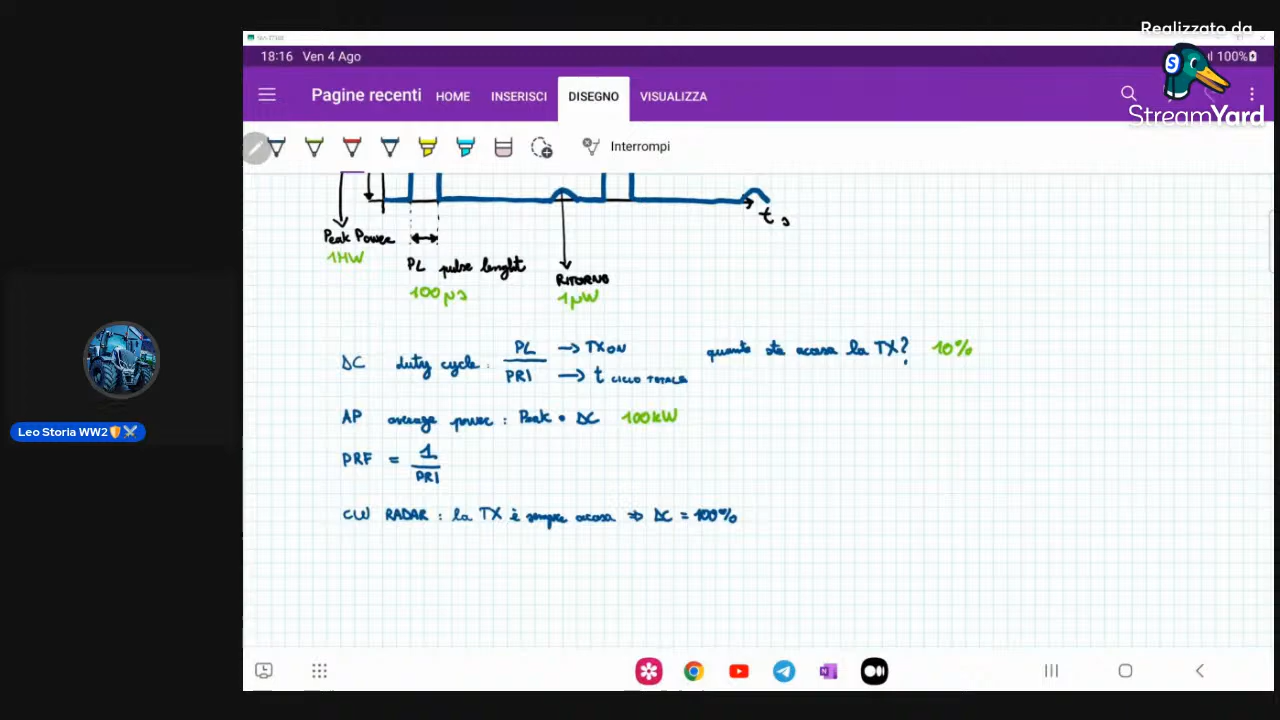 Realizzato da
StreamYard
18:16 Ven 4 Ago
100%
Pagine recenti HOME INSERISCI DISEGNO VISUALIZZA
Interrompi
t s
Peak Power
1MW
PL pulse lenght
100 μs
RITORNO
1μW
DC duty cycle : PL → TX ON quanto sta accesa la TX? 10%
PRI → t CICLO TOTALE
AP average power : Peak • DC 100kW
PRF = 1
PRI
CW RADAR : la TX è sempre accesa ⇒ DC = 100%
Leo Storia WW2🛡️⚔️